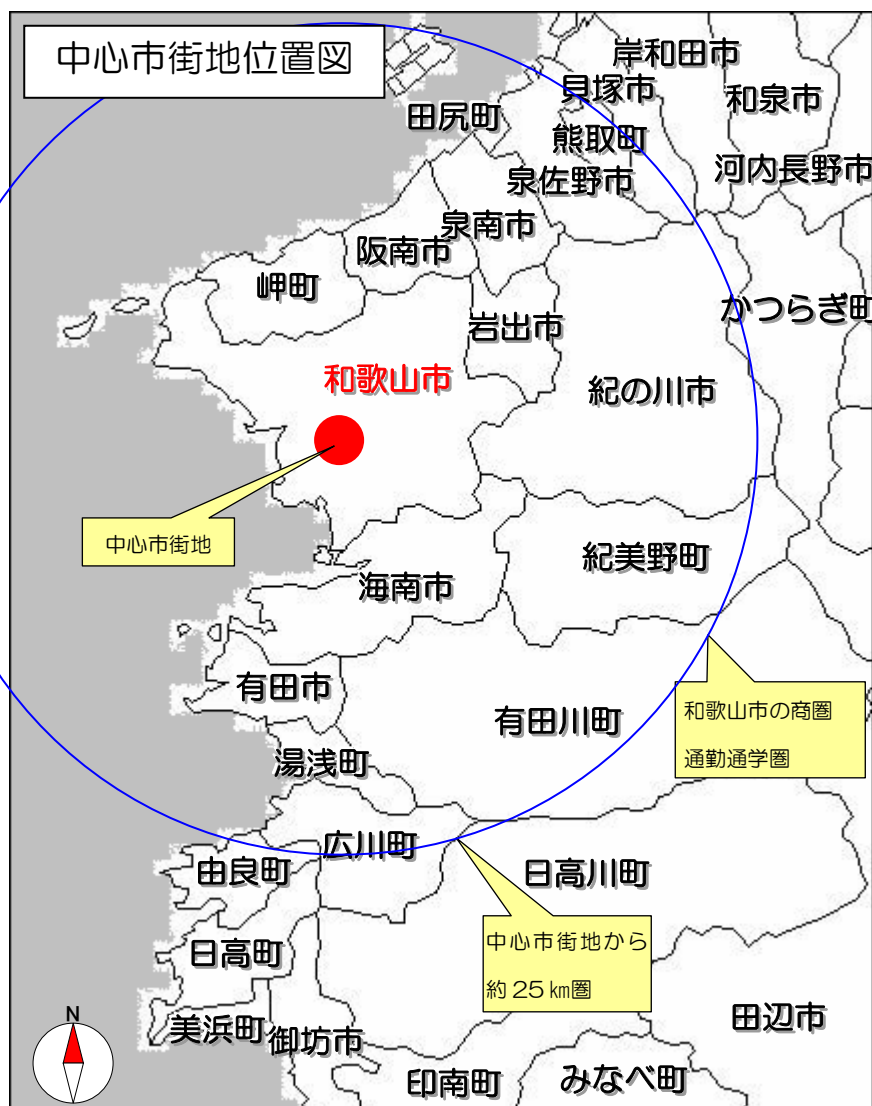 中心市街地位置図
岸和田市
貝塚市
和泉市
田尻町
熊取町
河内長野市
泉佐野市
泉南市
阪南市
岬町
かつらぎ町
岩出市
和歌山市
紀の川市
中心市街地
紀美野町
海南市
有田市
和歌山市の商圏
通勤通学圏
有田川町
湯浅町
広川町
由良町
日高川町
中心市街地から
約25㎞圏
日高町
田辺市
N
美浜町
御坊市
印南町
みなべ町